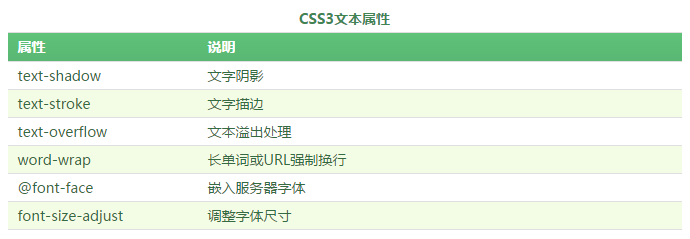 CSS3文本属性
属性 说明
text-shadow 文字阴影
text-stroke 文字描边
text-overflow 文本溢出处理
word-wrap 长单词或URL强制换行
@font-face 嵌入服务器字体
font-size-adjust 调整字体尺寸